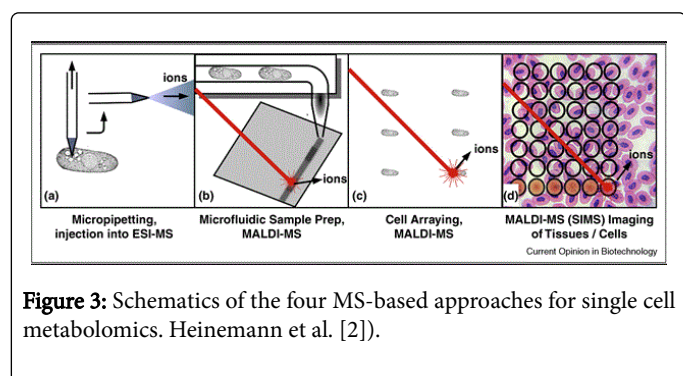 ions
ions
ions
ions
(a)
(b)
(c)
(d)
Micropipetting,
injection into ESI-MS
Microfluidic Sample Prep,
MALDI-MS
Cell Arraying,
MALDI-MS
MALDI-MS (SIMS) Imaging
of Tissues / Cells
Current Opinion in Biotechnology
Figure 3: Schematics of the four MS-based approaches for single cell
metabolomics. Heinemann et al. [2]).